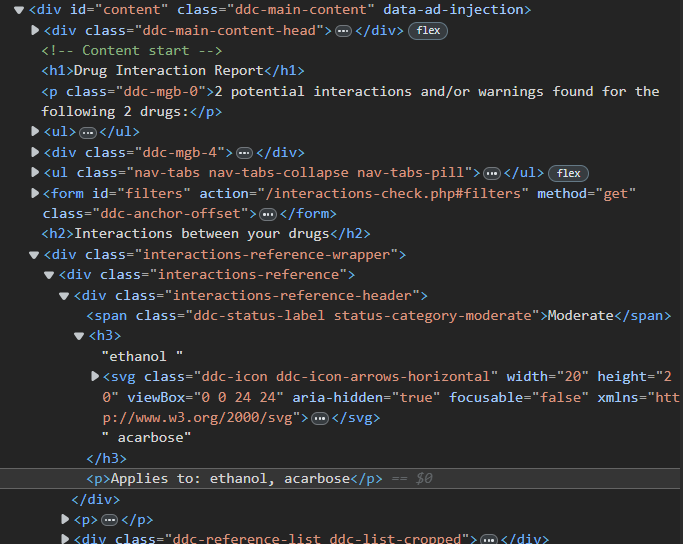 <div id="content" class="ddc-main-content" data-ad-injection>
<div class="ddc-main-content-head">…</div> flex
<!-- Content start -->
<h1>Drug Interaction Report</h1>
<p class="ddc-mgb-0">2 potential interactions and/or warnings found for the
following 2 drugs:</p>
<ul>…</ul>
<div class="ddc-mgb-4">…</div>
<ul class="nav-tabs nav-tabs-collapse nav-tabs-pill">…</ul> flex
<form id="filters" action="/interactions-check.php#filters" method="get"
class="ddc-anchor-offset">…</form>
<h2>Interactions between your drugs</h2>
<div class="interactions-reference-wrapper">
<div class="interactions-reference">
<div class="interactions-reference-header">
<span class="ddc-status-label status-category-moderate">Moderate</span>
<h3>
"ethanol "
<svg class="ddc-icon ddc-icon-arrows-horizontal" width="20" height="2
0" viewBox="0 0 24 24" aria-hidden="true" focusable="false" xmlns="htt
p://www.w3.org/2000/svg">…</svg>
" acarbose"
</h3>
<p>Applies to: ethanol, acarbose</p> == $0
</div>
<p>…</p>
<div class="ddc-reference-list ddc-list-cropped">…</div>